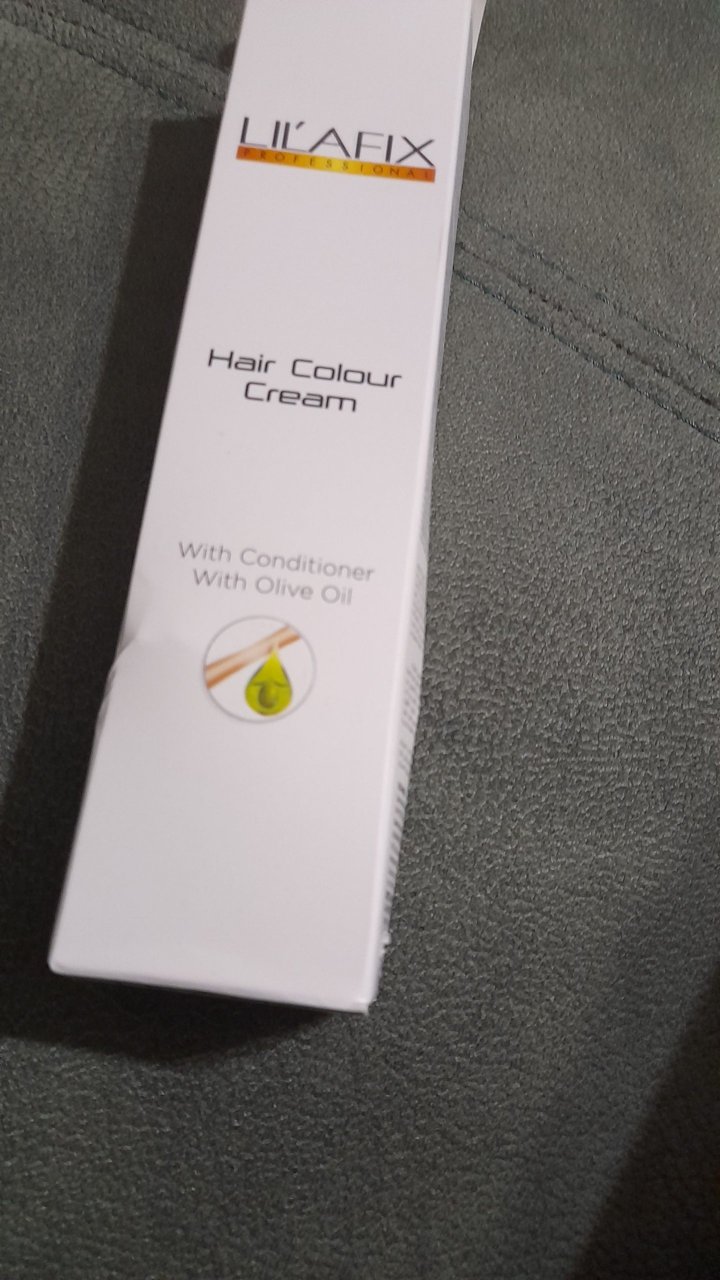 LIL'AFIX
PROFESSIONAL
Hair Colour
Cream
With Conditioner
With Olive Oil